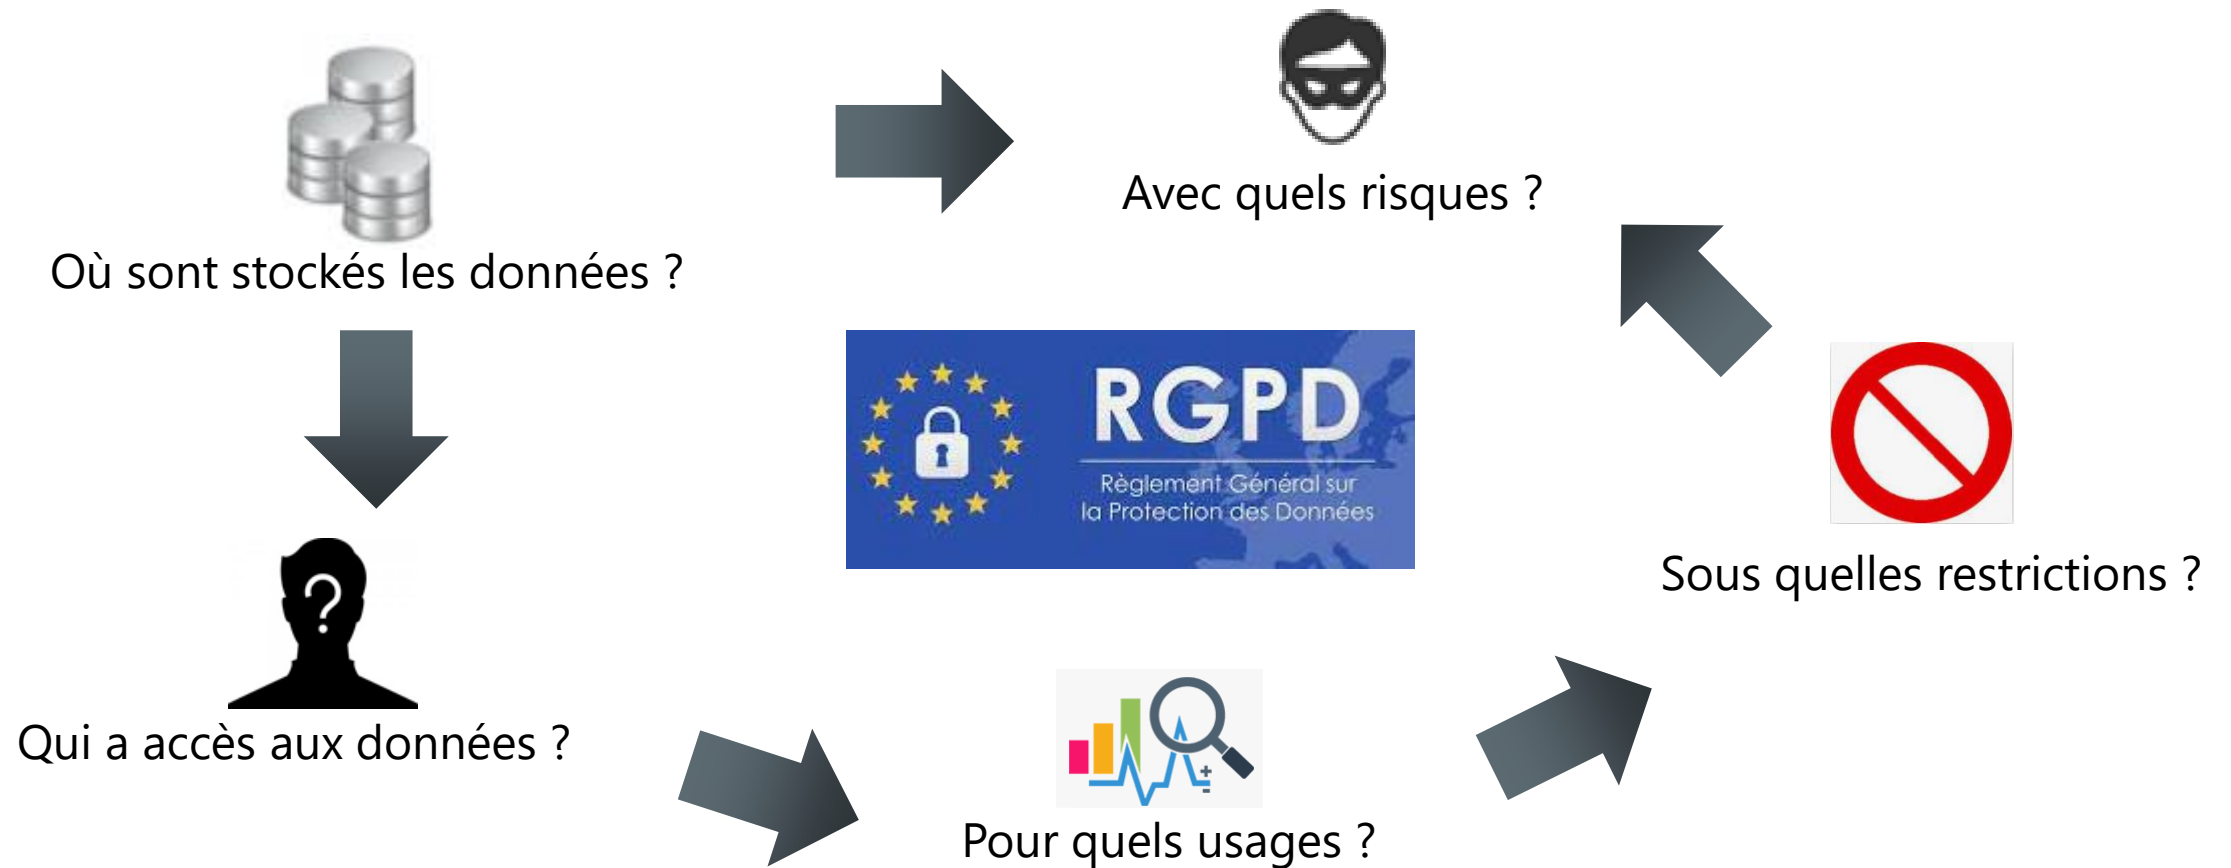 Avec quels risques ?
Où sont stockés les données ?
RGPD
Règlement Général sur
la Protection des Données
Sous quelles restrictions ?
?
Qui a accès aux données ?
+
-
Pour quels usages ?